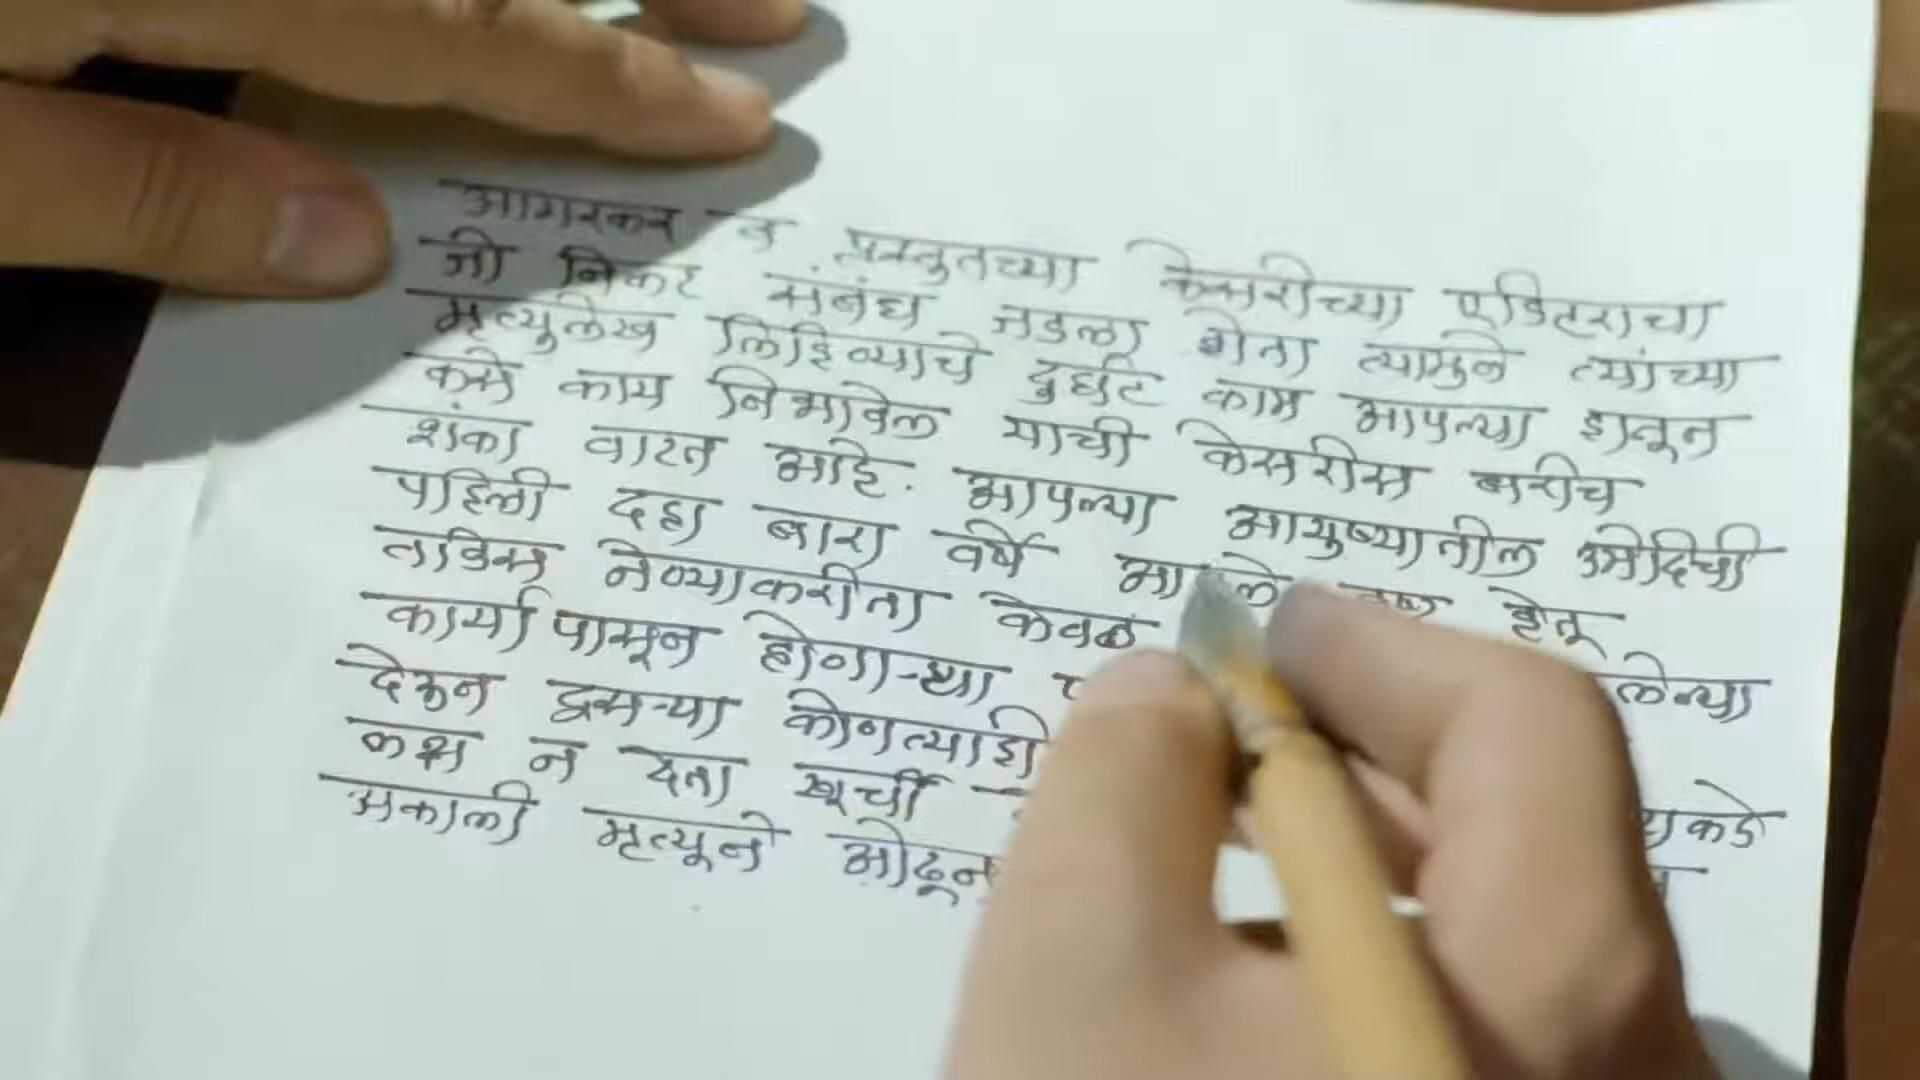 आगरकर व प्रस्तुतच्या केसरीच्या एडिटराचा
जो निकट संबंध जडला होता त्यामुळे त्यांच्या
मृत्युलेख लिहिण्याचे दुर्घट काम आपल्या हातून
कसे काय निभावेल याची केसरीस बरीच
शंका वाटत आहे. आपल्या आयुष्यातील उमेदिची
पहिली दहा बारा वर्षे हेतू
तडिस नेण्याकरीता केवळ लेल्या
कार्यापासून होणाऱ्या
देऊन दुसऱ्या कोणत्याही कडे
लक्ष न देता खर्ची
अकाली मृत्यूने ओढून